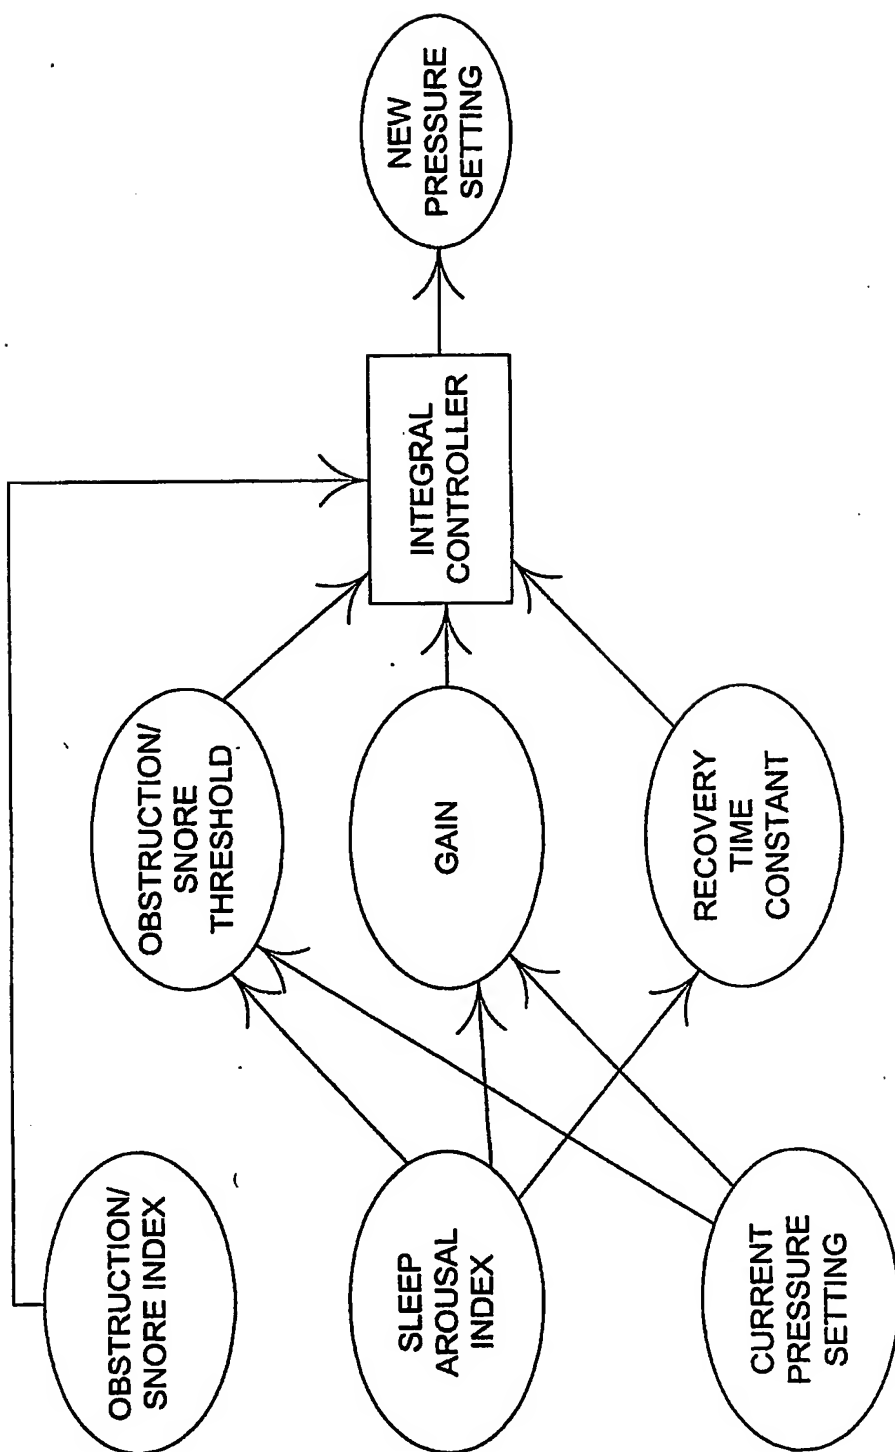 OBSTRUCTION/
SNORE INDEX
SLEEP
AROUSAL
INDEX
CURRENT
PRESSURE
SETTING
OBSTRUCTION/
SNORE
THRESHOLD
GAIN
RECOVERY
TIME
CONSTANT
INTEGRAL
CONTROLLER
NEW
PRESSURE
SETTING